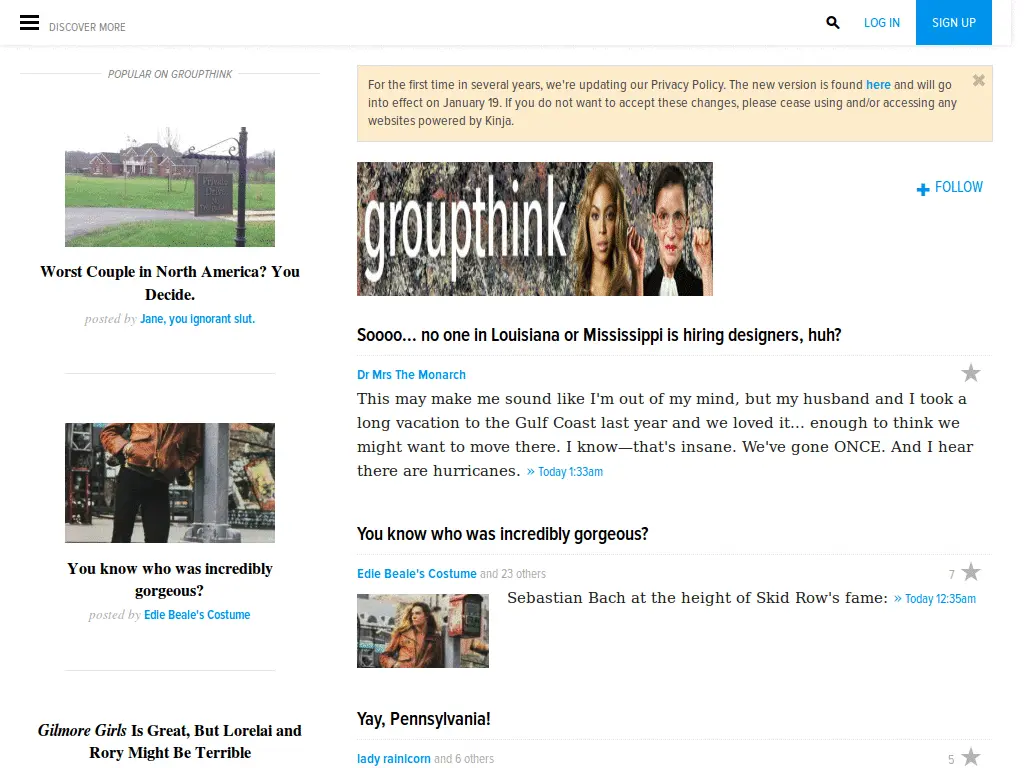 DISCOVER MORE
LOG IN
SIGN UP
POPULAR ON GROUPTHINK
Worst Couple in North America? You
Decide.
posted by Jane, you ignorant slut.
You know who was incredibly
gorgeous?
posted by Edie Beale's Costume
Gilmore Girls Is Great, But Lorelai and
Rory Might Be Terrible
For the first time in several years, we're updating our Privacy Policy. The new version is found here and will go
into effect on January 19. If you do not want to accept these changes, please cease using and/or accessing any
websites powered by Kinja.
groupthink
FOLLOW
Soooo... no one in Louisiana or Mississippi is hiring designers, huh?
Dr Mrs The Monarch
This may make me sound like I'm out of my mind, but my husband and I took a
long vacation to the Gulf Coast last year and we loved it... enough to think we
might want to move there. I know—that's insane. We've gone ONCE. And I hear
there are hurricanes. » Today 1:33am
You know who was incredibly gorgeous?
Edie Beale's Costume and 23 others
7
Sebastian Bach at the height of Skid Row's fame: » Today 12:35am
Yay, Pennsylvania!
lady rainicorn and 6 others
5